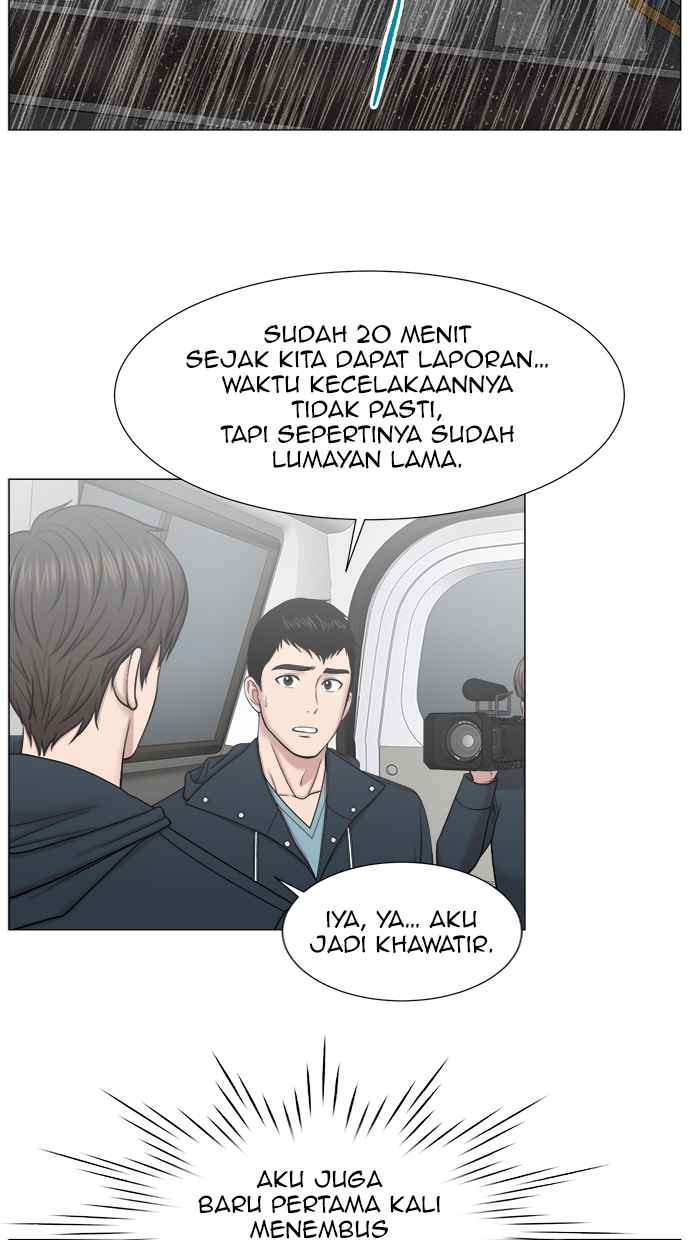 SUDAH 20 MENIT
SEJAK KITA DAPAT LAPORAN...
WAKTU KECELAKAANNYA
TIDAK PASTI,
TAPI SEPERTINYA SUDAH
LUMAYAN LAMA.
IYA, YA... AKU
JADI KHAWATIR.
AKU JUGA
BARU PERTAMA KALI
MENEMBUS